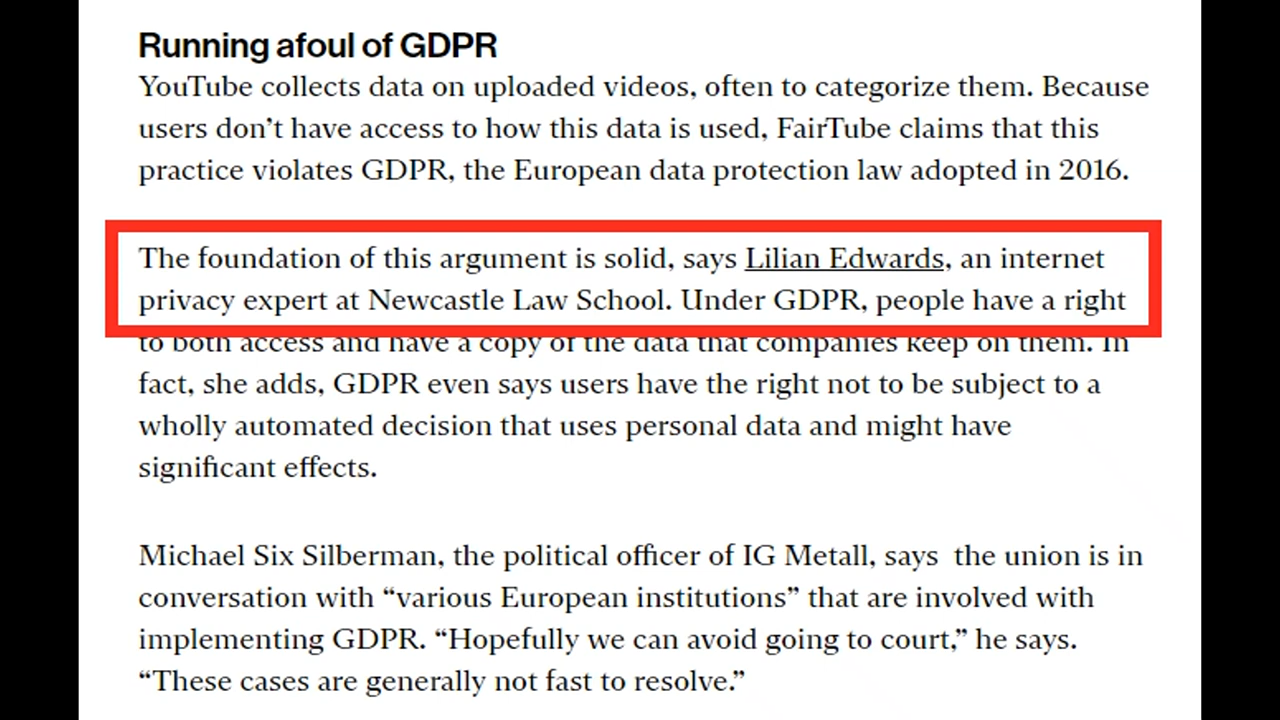 Running afoul of GDPR
YouTube collects data on uploaded videos, often to categorize them. Because
users don’t have access to how this data is used, FairTube claims that this
practice violates GDPR, the European data protection law adopted in 2016.
The foundation of this argument is solid, says Lilian Edwards, an internet
privacy expert at Newcastle Law School. Under GDPR, people have a right
to both access and have a copy of the data that companies keep on them. In
fact, she adds, GDPR even says users have the right not to be subject to a
wholly automated decision that uses personal data and might have
significant effects.
Michael Six Silberman, the political officer of IG Metall, says  the union is in
conversation with “various European institutions” that are involved with
implementing GDPR. “Hopefully we can avoid going to court,” he says.
“These cases are generally not fast to resolve.”